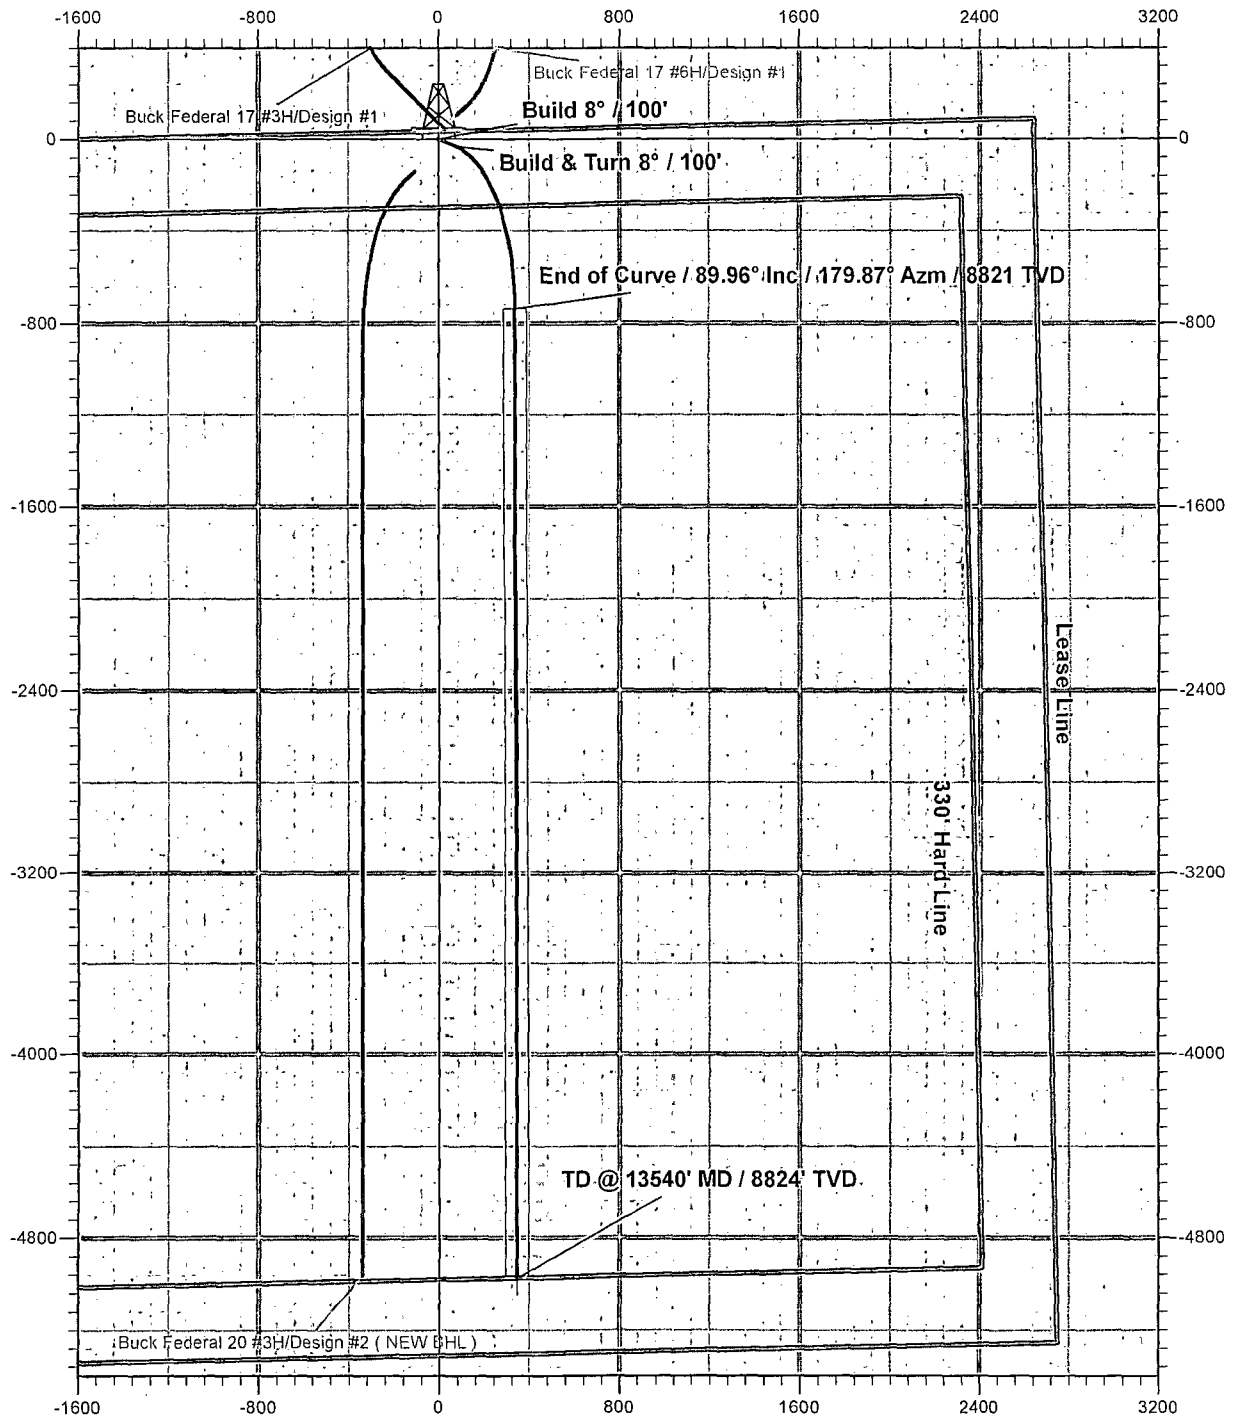 -1600 -800 0 800 1600 2400 3200
Buck Federal 17 #6H/Design #1
Buck Federal 17 #3H/Design #1
Build 8° / 100'
0 0
Build & Turn 8° / 100'
End of Curve / 89.96° Inc / 179.87° Azm / 8821 TVD
-800 -800
-1600 -1600
Lease Line
-2400 -2400
330' Hard Line
-3200 -3200
-4000 -4000
TD @ 13540' MD / 8824' TVD
-4800 -4800
Buck Federal 20 #3H/Design #2 ( NEW BHL )
-1600 -800 0 800 1600 2400 3200